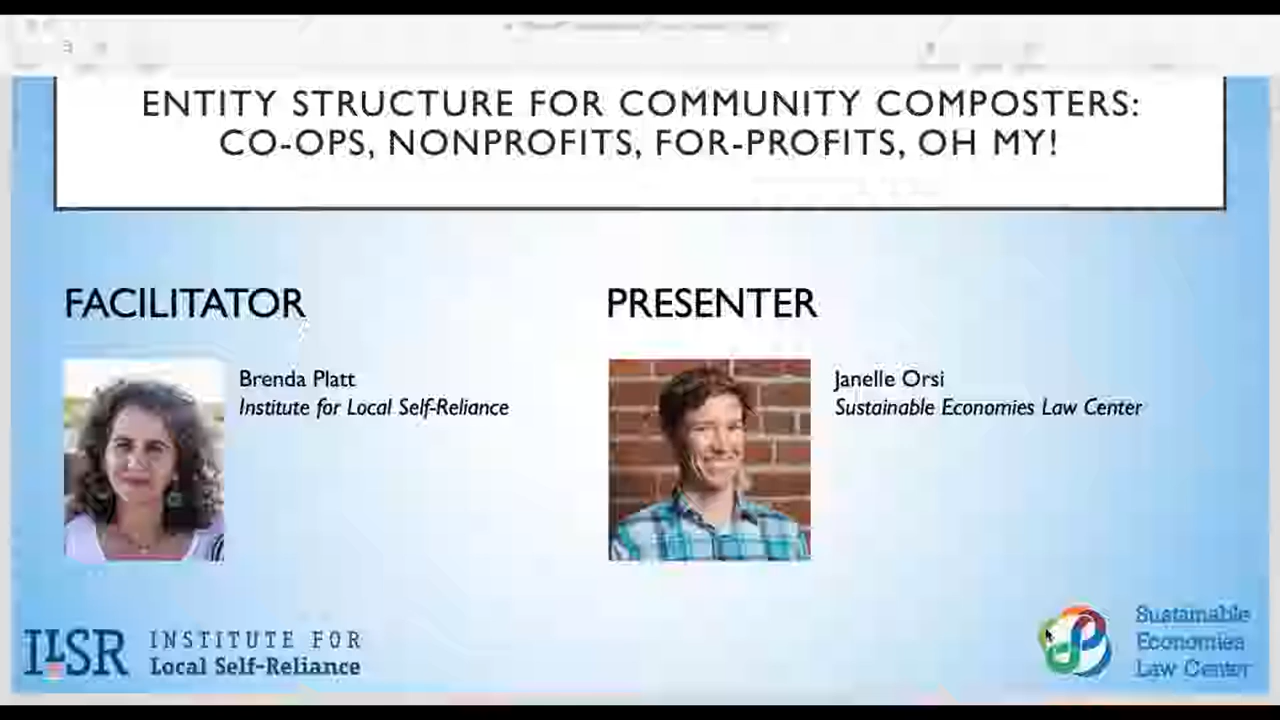 ENTITY STRUCTURE FOR COMMUNITY COMPOSTERS:
CO-OPS, NONPROFITS, FOR-PROFITS, OH MY!
FACILITATOR
Brenda Platt
Institute for Local Self-Reliance
PRESENTER
Janelle Orsi
Sustainable Economies Law Center
ILSR
INSTITUTE FOR
Local Self-Reliance
Sustainable
Economies
Law Center